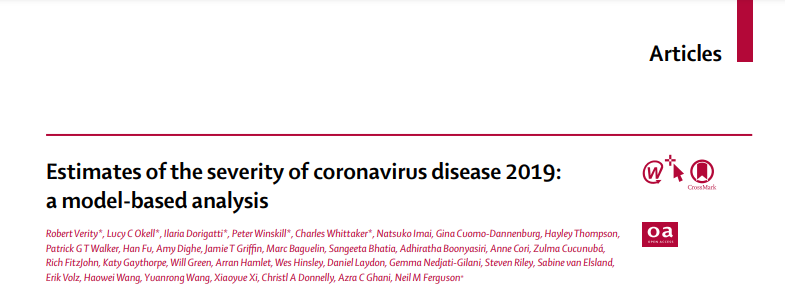 Articles
Estimates of the severity of coronavirus disease 2019:
a model-based analysis
W
CrossMark
Robert Verity*, Lucy C Okell*, Ilaria Dorigatti*, Peter Winskill*, Charles Whittaker*, Natsuko Imai, Gina Cuomo-Dannenburg, Hayley Thompson,
Patrick G T Walker, Han Fu, Amy Dighe, Jamie T Griffin, Marc Baguelin, Sangeeta Bhatia, Adhiratha Boonyasiri, Anne Cori, Zulma Cucunubá,
Rich FitzJohn, Katy Gaythorpe, Will Green, Arran Hamlet, Wes Hinsley, Daniel Laydon, Gemma Nedjati-Gilani, Steven Riley, Sabine van Elsland,
Erik Volz, Haowei Wang, Yuanrong Wang, Xiaoyue Xi, Christl A Donnelly, Azra C Ghani, Neil M Ferguson*
oa
OPEN ACCESS